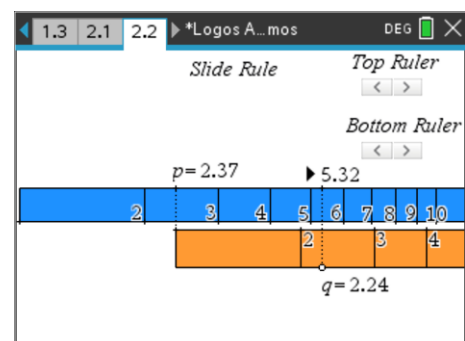 1.3 2.1 2.2 *Logos A...mos DEG
Slide Rule
Top Ruler
< >
Bottom Ruler
< >
p=2.37
5.32
2 3 4 5 6 7 8 9 10
2 3 4
q=2.24